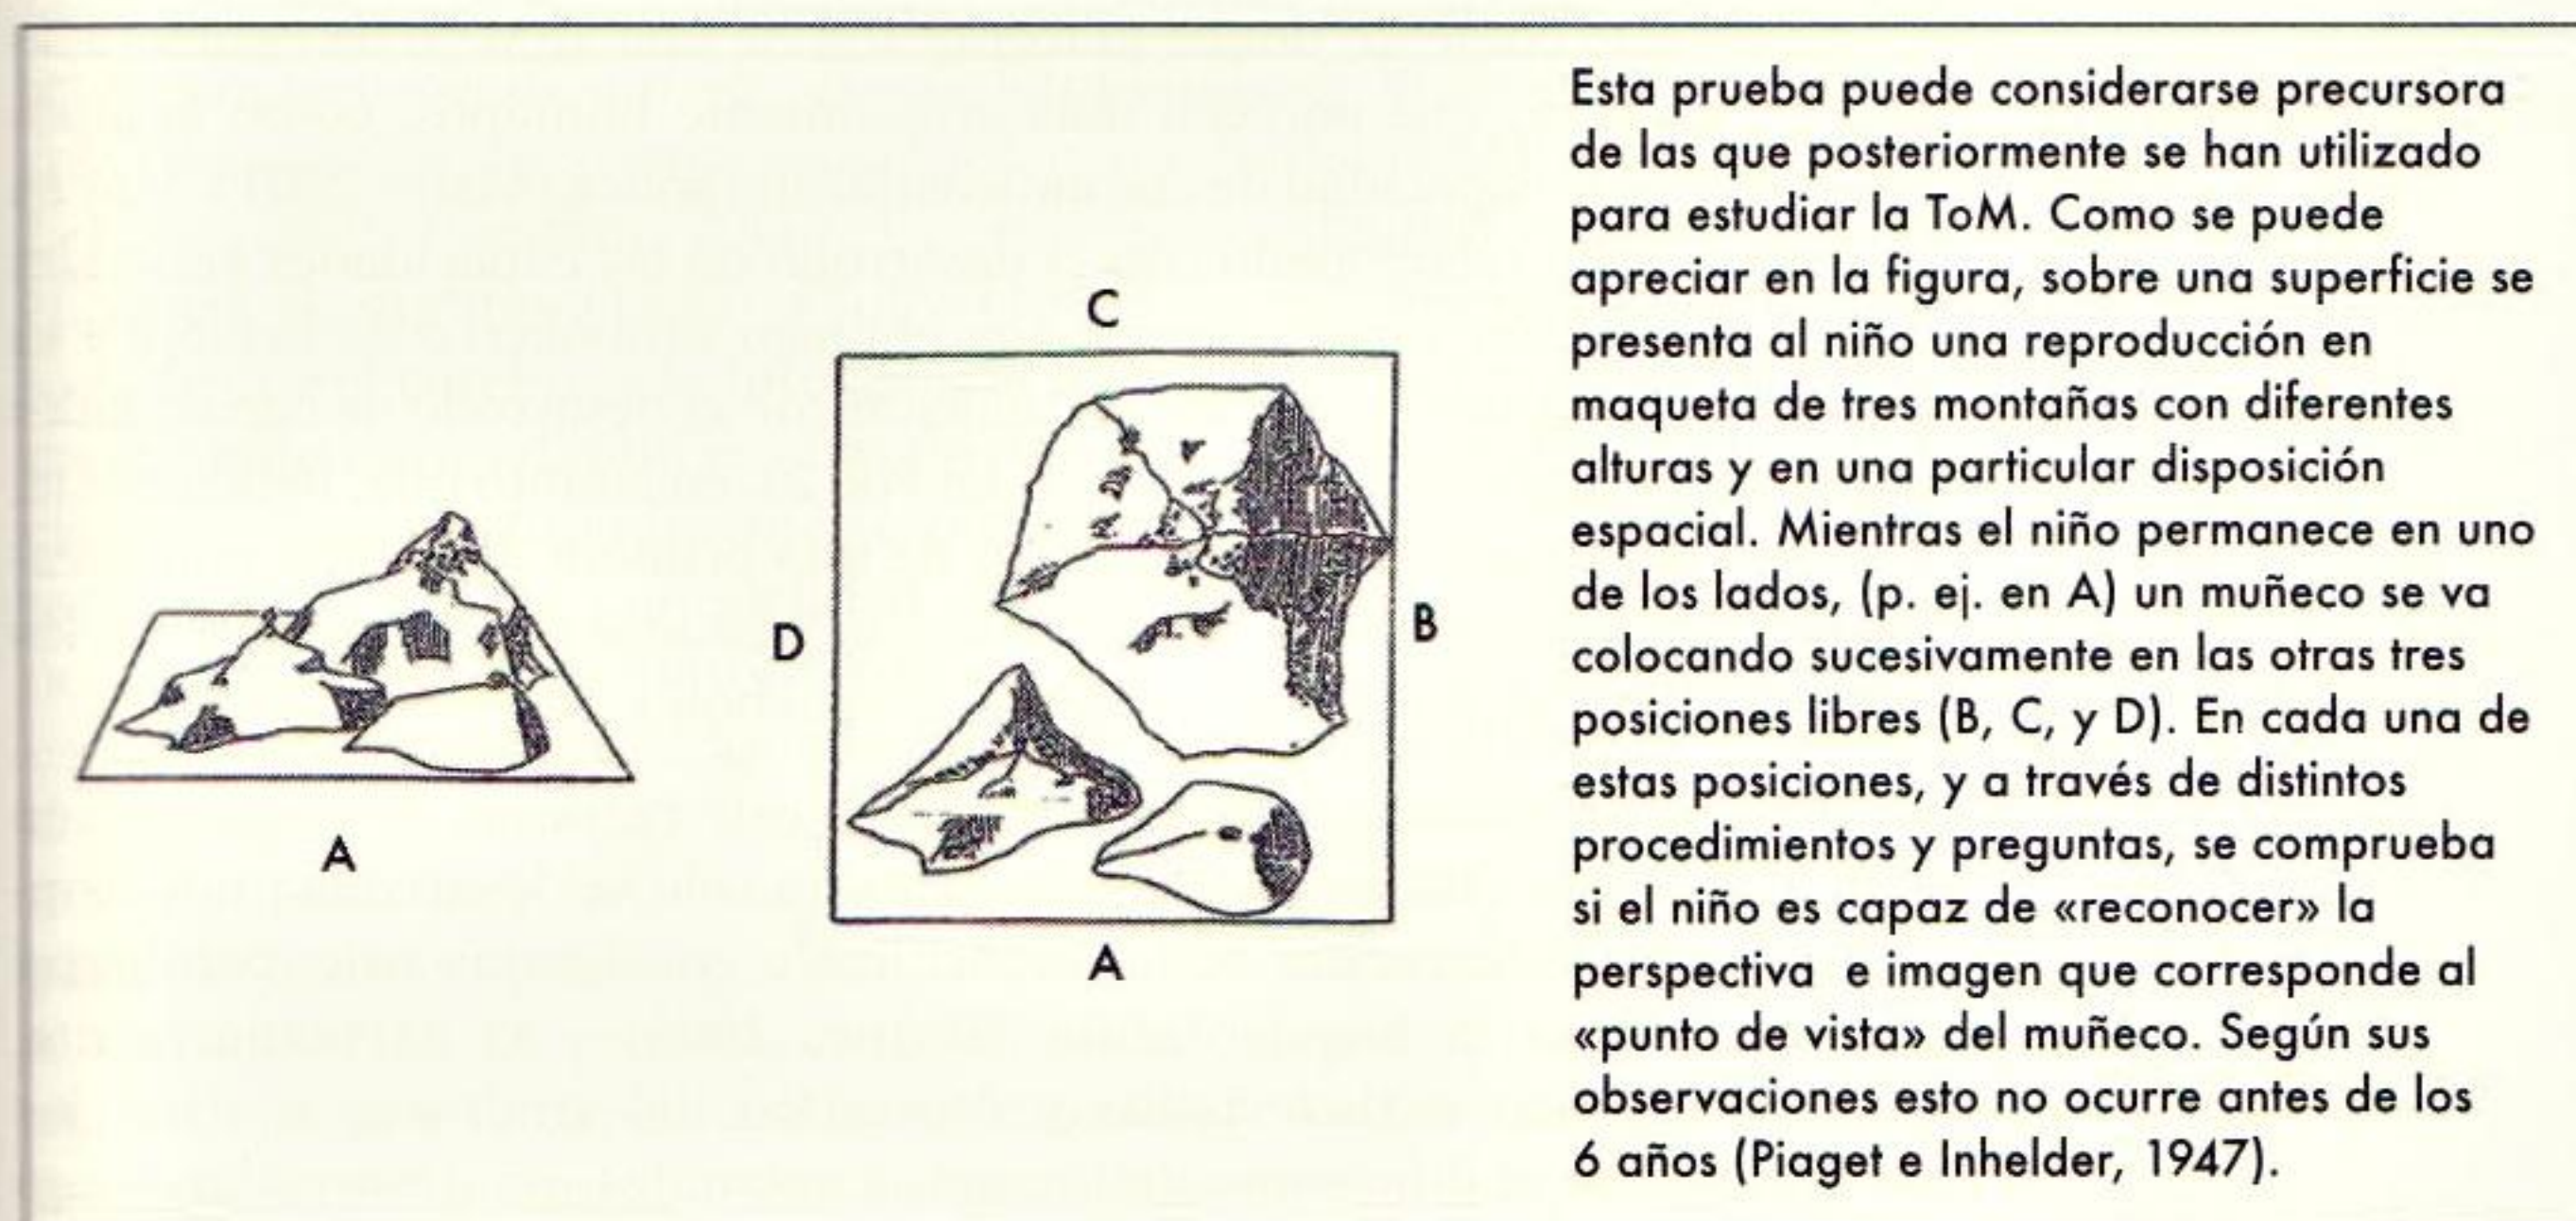 A
C
D
B
A
Esta prueba puede considerarse precursora
de las que posteriormente se han utilizado
para estudiar la ToM. Como se puede
apreciar en la figura, sobre una superficie se
presenta al niño una reproducción en
maqueta de tres montañas con diferentes
alturas y en una particular disposición
espacial. Mientras el niño permanece en uno
de los lados, (p. ej. en A) un muñeco se va
colocando sucesivamente en las otras tres
posiciones libres (B, C, y D). En cada una de
estas posiciones, y a través de distintos
procedimientos y preguntas, se comprueba
si el niño es capaz de «reconocer» la
perspectiva e imagen que corresponde al
«punto de vista» del muñeco. Según sus
observaciones esto no ocurre antes de los
6 años (Piaget e Inhelder, 1947).